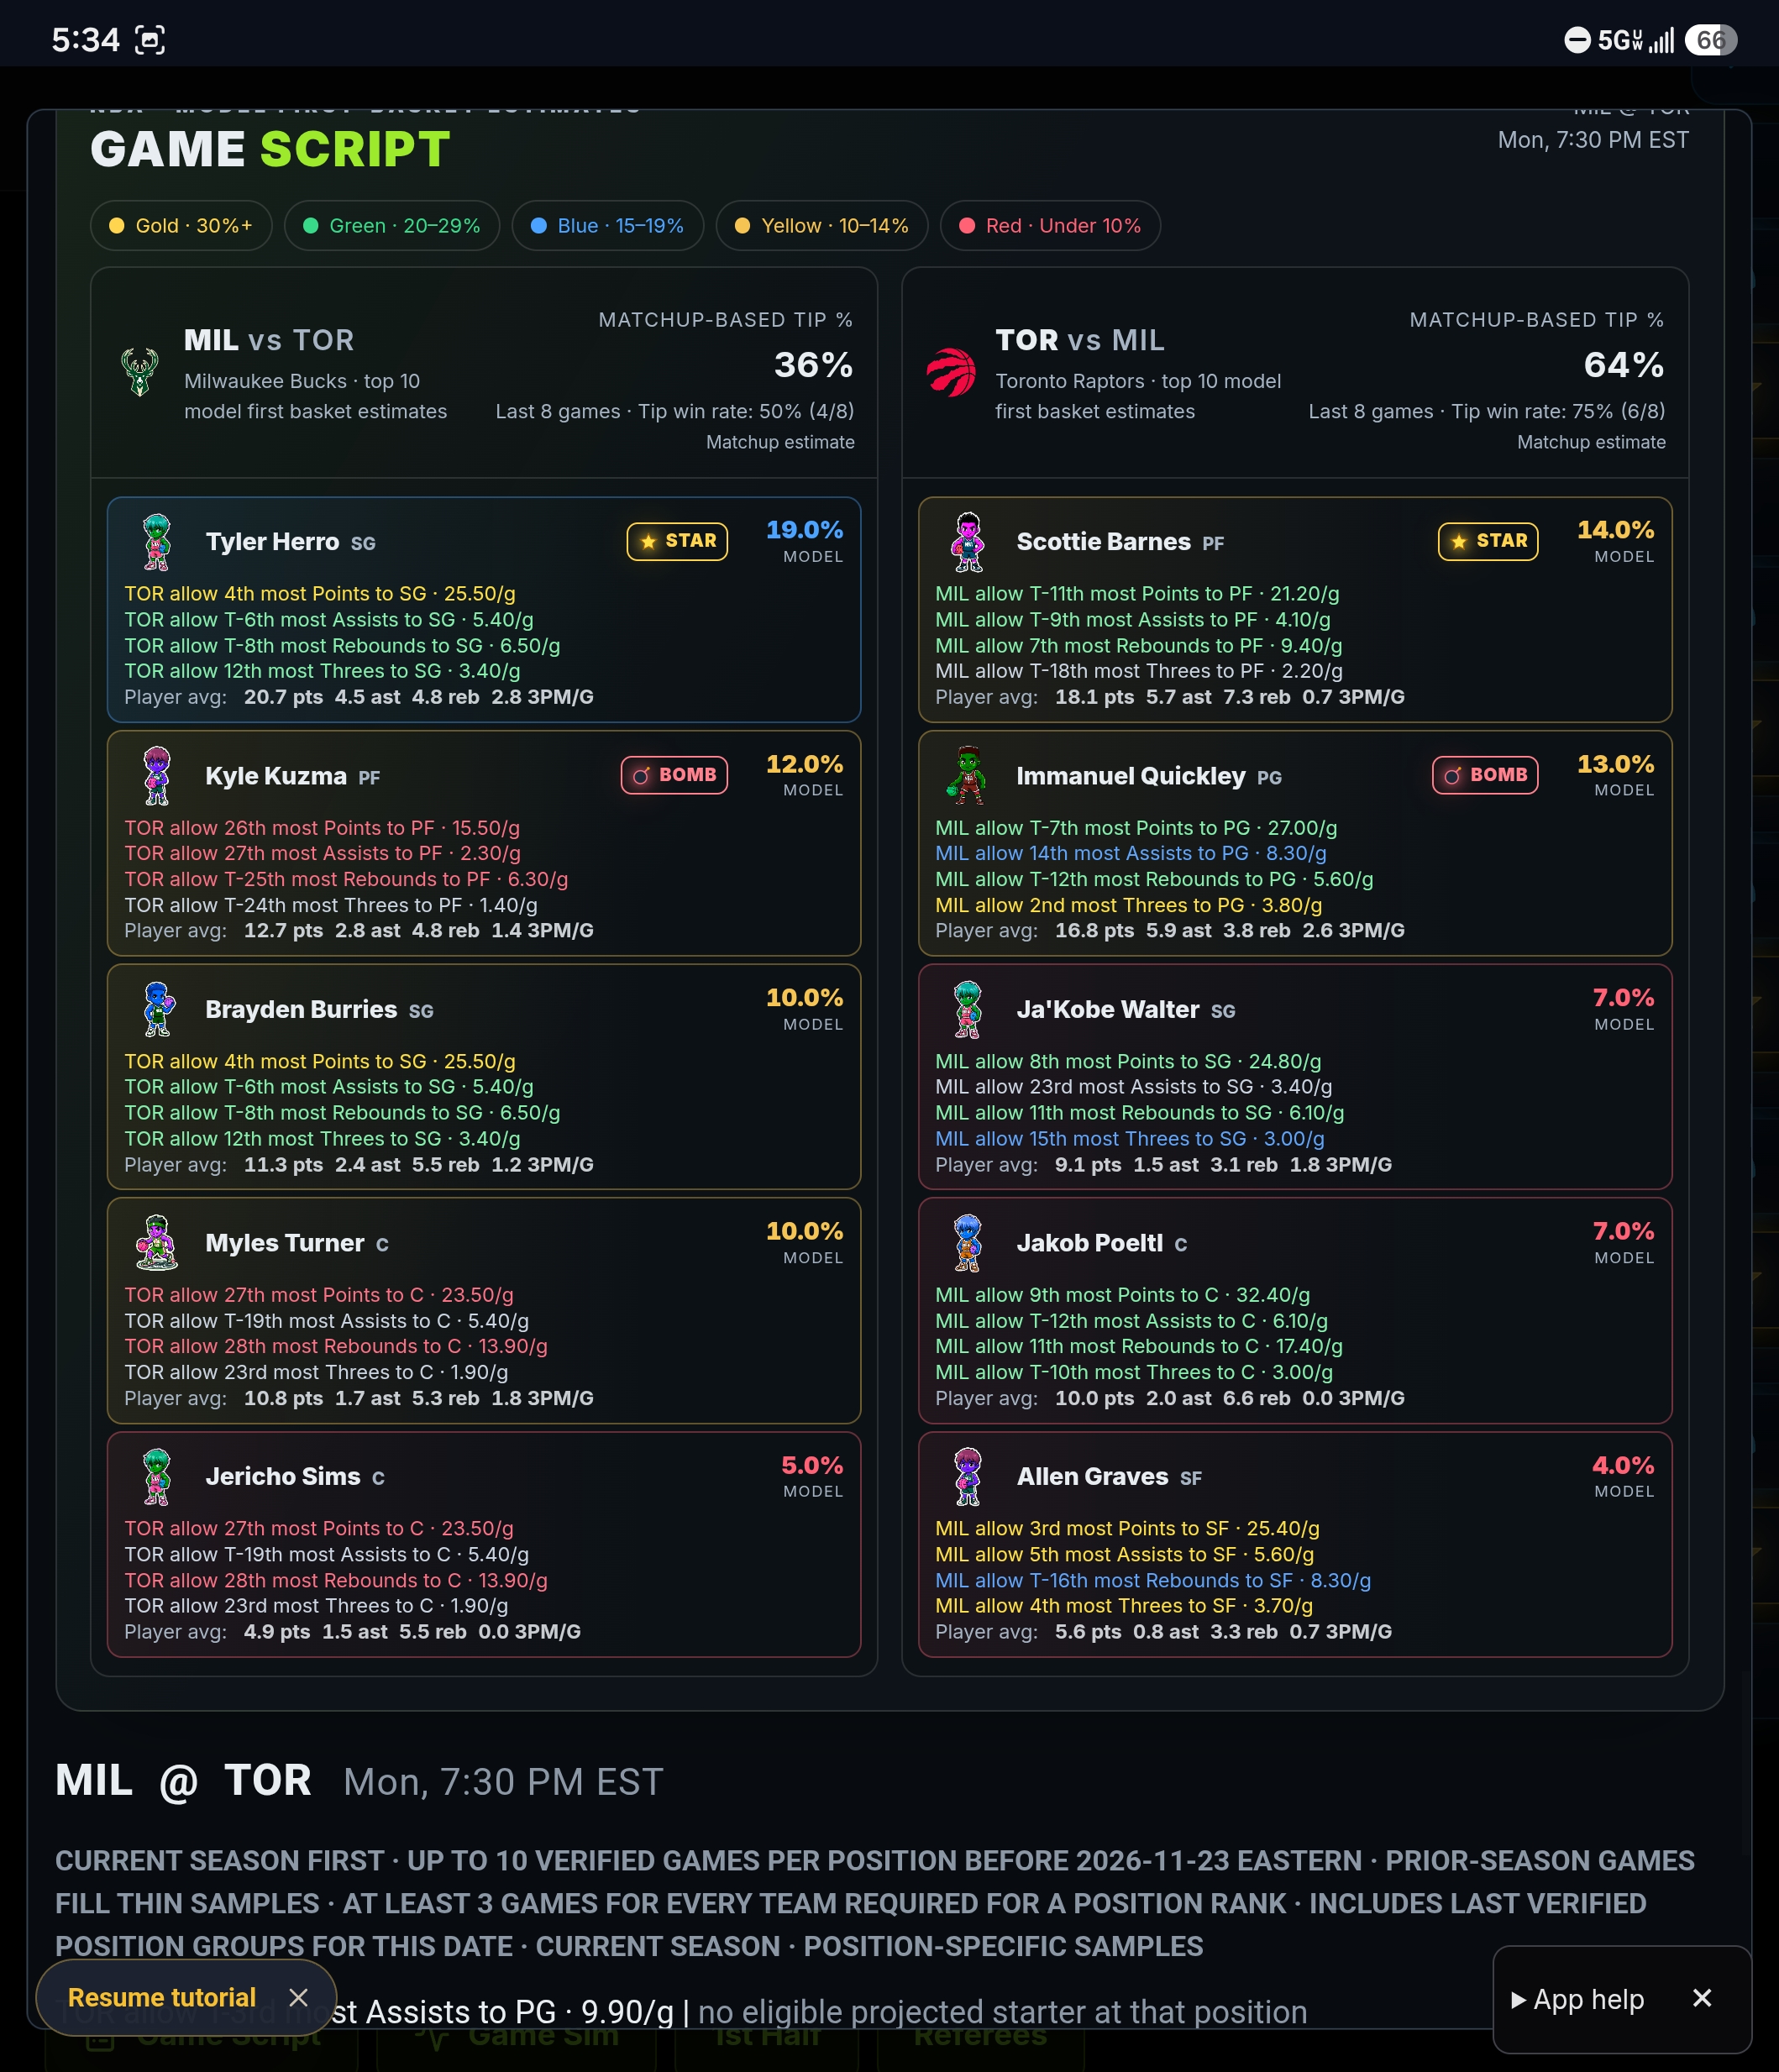 5:34
5G UW
66
NBA · MODEL FIRST BASKET ESTIMATES
MIL @ TOR
GAME SCRIPT
Mon, 7:30 PM EST
Gold · 30%+
Green · 20–29%
Blue · 15–19%
Yellow · 10–14%
Red · Under 10%
MIL vs TOR
Milwaukee Bucks · top 10
model first basket estimates
MATCHUP-BASED TIP %
36%
Last 8 games · Tip win rate: 50% (4/8)
Matchup estimate
Tyler Herro SG
STAR
19.0%
MODEL
TOR allow 4th most Points to SG · 25.50/g
TOR allow T-6th most Assists to SG · 5.40/g
TOR allow T-8th most Rebounds to SG · 6.50/g
TOR allow 12th most Threes to SG · 3.40/g
Player avg: 20.7 pts 4.5 ast 4.8 reb 2.8 3PM/G
Kyle Kuzma PF
BOMB
12.0%
MODEL
TOR allow 26th most Points to PF · 15.50/g
TOR allow 27th most Assists to PF · 2.30/g
TOR allow T-25th most Rebounds to PF · 6.30/g
TOR allow T-24th most Threes to PF · 1.40/g
Player avg: 12.7 pts 2.8 ast 4.8 reb 1.4 3PM/G
Brayden Burries SG
10.0%
MODEL
TOR allow 4th most Points to SG · 25.50/g
TOR allow T-6th most Assists to SG · 5.40/g
TOR allow T-8th most Rebounds to SG · 6.50/g
TOR allow 12th most Threes to SG · 3.40/g
Player avg: 11.3 pts 2.4 ast 5.5 reb 1.2 3PM/G
Myles Turner C
10.0%
MODEL
TOR allow 27th most Points to C · 23.50/g
TOR allow T-19th most Assists to C · 5.40/g
TOR allow 28th most Rebounds to C · 13.90/g
TOR allow 23rd most Threes to C · 1.90/g
Player avg: 10.8 pts 1.7 ast 5.3 reb 1.8 3PM/G
Jericho Sims C
5.0%
MODEL
TOR allow 27th most Points to C · 23.50/g
TOR allow T-19th most Assists to C · 5.40/g
TOR allow 28th most Rebounds to C · 13.90/g
TOR allow 23rd most Threes to C · 1.90/g
Player avg: 4.9 pts 1.5 ast 5.5 reb 0.0 3PM/G
TOR vs MIL
Toronto Raptors · top 10 model
first basket estimates
MATCHUP-BASED TIP %
64%
Last 8 games · Tip win rate: 75% (6/8)
Matchup estimate
Scottie Barnes PF
STAR
14.0%
MODEL
MIL allow T-11th most Points to PF · 21.20/g
MIL allow T-9th most Assists to PF · 4.10/g
MIL allow 7th most Rebounds to PF · 9.40/g
MIL allow T-18th most Threes to PF · 2.20/g
Player avg: 18.1 pts 5.7 ast 7.3 reb 0.7 3PM/G
Immanuel Quickley PG
BOMB
13.0%
MODEL
MIL allow T-7th most Points to PG · 27.00/g
MIL allow 14th most Assists to PG · 8.30/g
MIL allow T-12th most Rebounds to PG · 5.60/g
MIL allow 2nd most Threes to PG · 3.80/g
Player avg: 16.8 pts 5.9 ast 3.8 reb 2.6 3PM/G
Ja'Kobe Walter SG
7.0%
MODEL
MIL allow 8th most Points to SG · 24.80/g
MIL allow 23rd most Assists to SG · 3.40/g
MIL allow 11th most Rebounds to SG · 6.10/g
MIL allow 15th most Threes to SG · 3.00/g
Player avg: 9.1 pts 1.5 ast 3.1 reb 1.8 3PM/G
Jakob Poeltl C
7.0%
MODEL
MIL allow 9th most Points to C · 32.40/g
MIL allow T-12th most Assists to C · 6.10/g
MIL allow 11th most Rebounds to C · 17.40/g
MIL allow T-10th most Threes to C · 3.00/g
Player avg: 10.0 pts 2.0 ast 6.6 reb 0.0 3PM/G
Allen Graves SF
4.0%
MODEL
MIL allow 3rd most Points to SF · 25.40/g
MIL allow 5th most Assists to SF · 5.60/g
MIL allow T-16th most Rebounds to SF · 8.30/g
MIL allow 4th most Threes to SF · 3.70/g
Player avg: 5.6 pts 0.8 ast 3.3 reb 0.7 3PM/G
MIL @ TOR Mon, 7:30 PM EST
CURRENT SEASON FIRST · UP TO 10 VERIFIED GAMES PER POSITION BEFORE 2026-11-23 EASTERN · PRIOR-SEASON GAMES
FILL THIN SAMPLES · AT LEAST 3 GAMES FOR EVERY TEAM REQUIRED FOR A POSITION RANK · INCLUDES LAST VERIFIED
POSITION GROUPS FOR THIS DATE · CURRENT SEASON · POSITION-SPECIFIC SAMPLES
TOR allow T-3rd most Assists to PG · 9.90/g | no eligible projected starter at that position
Resume tutorial
App help
Game Script
Game Sim
1st Half
Referees